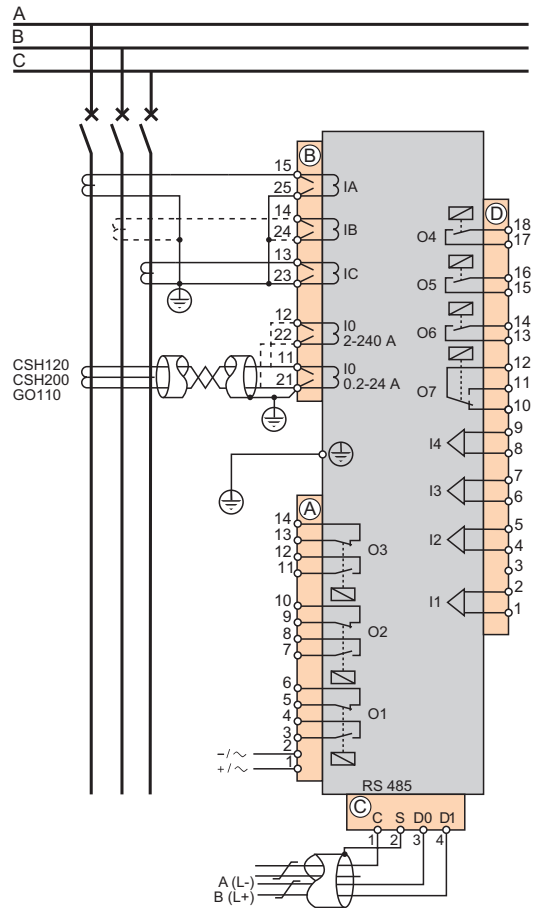 A
B
C
B
15
25
IA
14
24
IB
13
23
IC
12
22
I0
2-240 A
11
21
I0
0.2-24 A
CSH120
CSH200
GO110
D
O4
18
17
O5
16
15
O6
14
13
O7
12
11
10
I4
9
8
I3
7
6
I2
5
4
3
I1
2
1
A
14
13
12
11
O3
10
9
8
7
O2
6
5
4
3
O1
2
1
-/~
+/~
RS 485
C
C S D0 D1
1 2 3 4
A (L-)
B (L+)